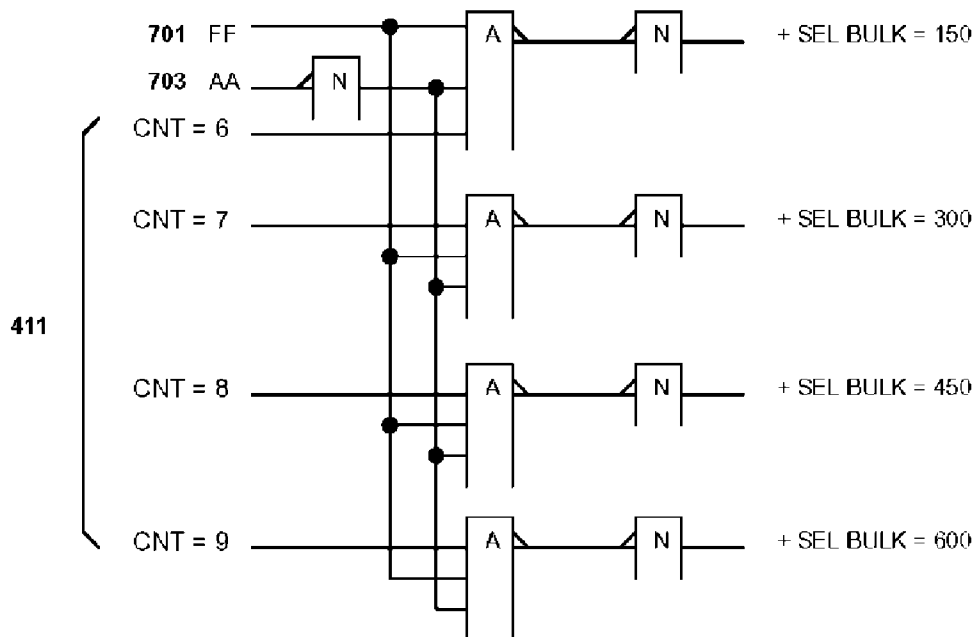 701 FF A N + SEL BULK = 150
703 AA N
CNT = 6
CNT = 7 A N + SEL BULK = 300
411
CNT = 8 A N + SEL BULK = 450
CNT = 9 A N + SEL BULK = 600